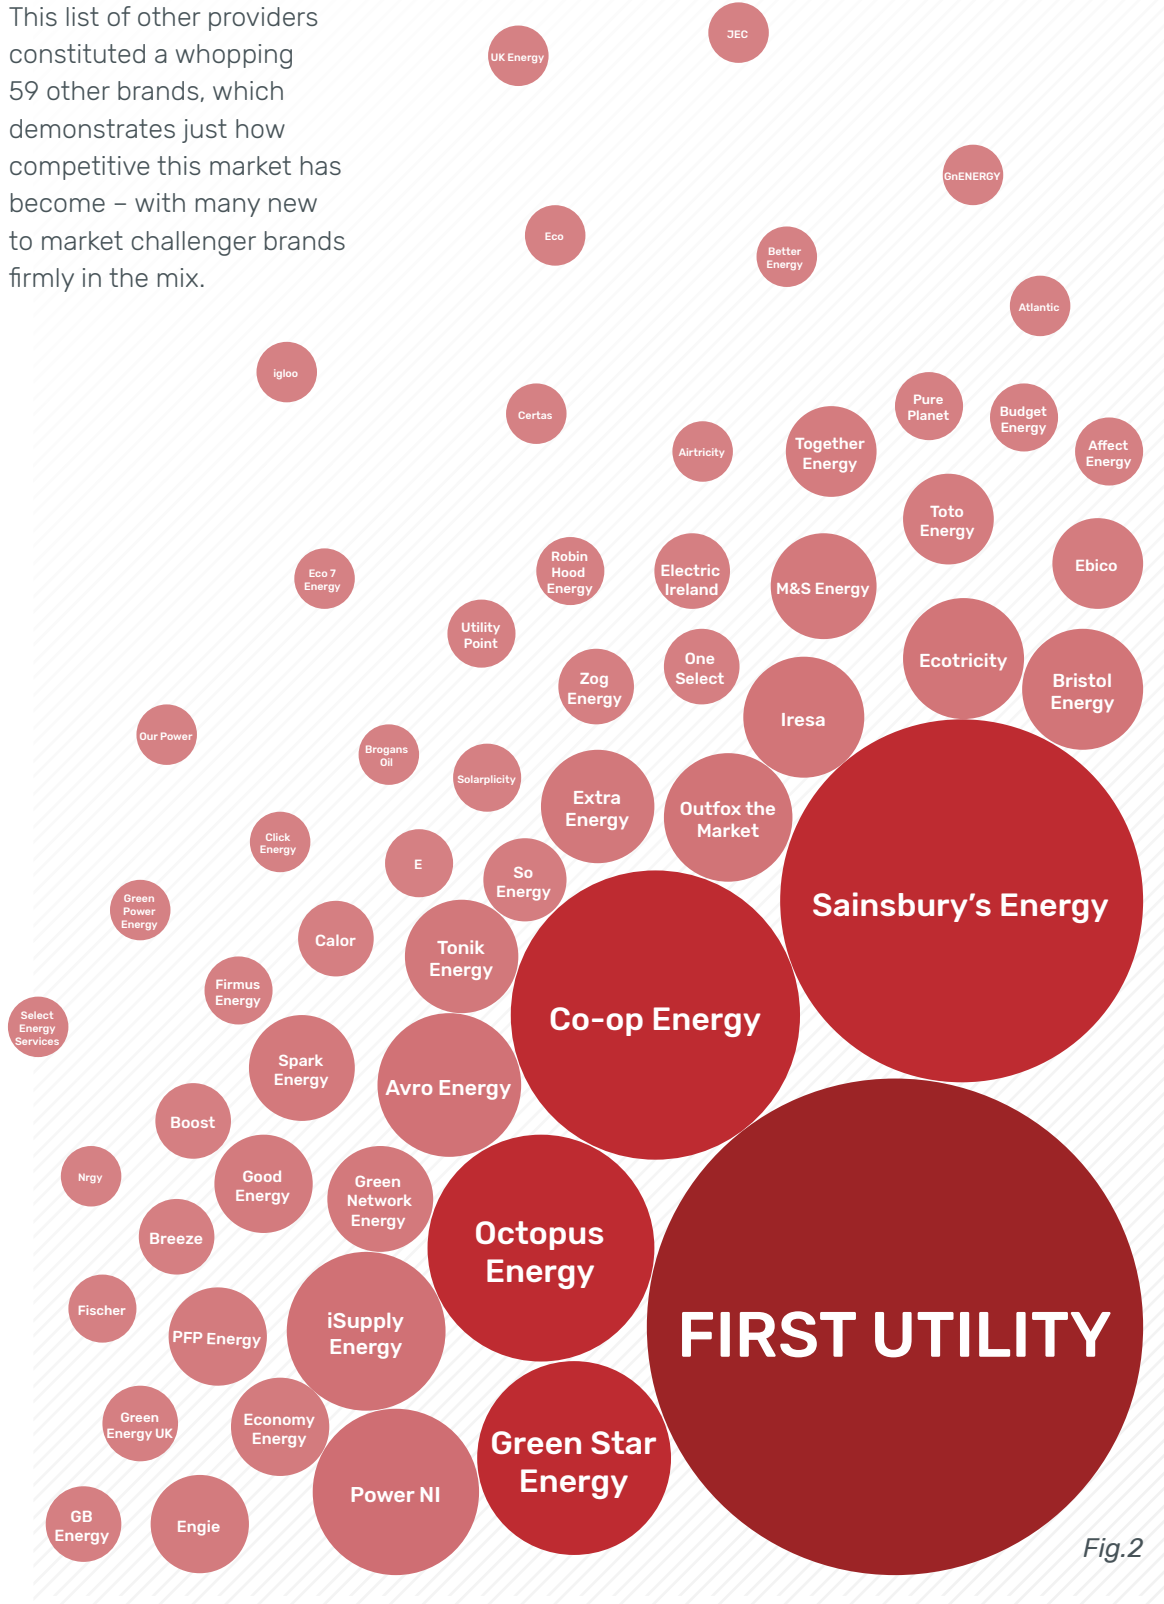 This list of other providers
constituted a whopping
59 other brands, which
demonstrates just how
competitive this market has
become – with many new
to market challenger brands
firmly in the mix.
JEC
UK Energy
GnENERGY
Eco
Better
Energy
Atlantic
igloo
Certas
Pure
Planet
Budget
Energy
Together
Energy
Airtricity
Affect
Energy
Toto
Energy
Ebico
Robin
Hood
Energy
Electric
Ireland
M&S Energy
Eco 7
Energy
Utility
Point
Ecotricity
One
Select
Zog
Energy
Bristol
Energy
Iresa
Our Power
Brogans
Oil
Solarplicity
Extra
Energy
Outfox the
Market
Click
Energy
E
So
Energy
Sainsbury's Energy
Green
Power
Energy
Calor
Tonik
Energy
Firmus
Energy
Co-op Energy
Select
Energy
Services
Spark
Energy
Avro Energy
Boost
Nrgy
Good
Energy
Green
Network
Energy
Breeze
Octopus
Energy
Fischer
PFP Energy
iSupply
Energy
FIRST UTILITY
Green
Energy UK
Economy
Energy
Green Star
Energy
Power NI
GB
Energy
Engie
Fig.2